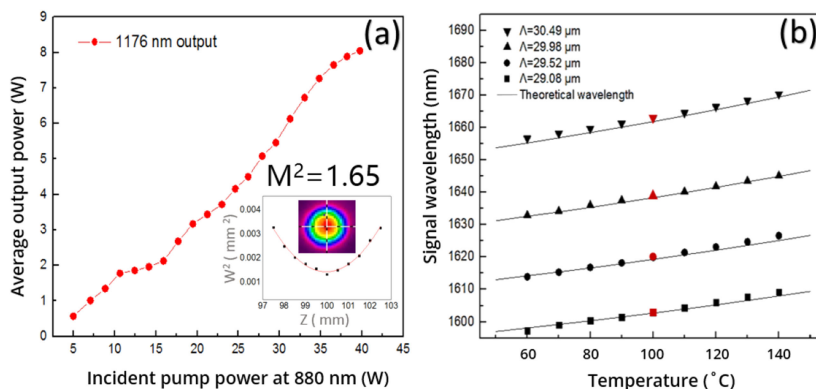 (a)
1176 nm output
Average output power (W)
9
8
7
6
5
4
3
2
1
0
M²=1.65
W² ( mm ²)
0.004
0.003
0.002
0.001
97 98 99 100 101 102 103
Z ( mm)
0 5 10 15 20 25 30 35 40 45
Incident pump power at 880 nm (W)
(b)
Λ=30.49 μm
Λ=29.98 μm
Λ=29.52 μm
Λ=29.08 μm
Theoretical wavelength
Signal wavelength (nm)
1690
1680
1670
1660
1650
1640
1630
1620
1610
1600
60 80 100 120 140
Temperature (˚C)